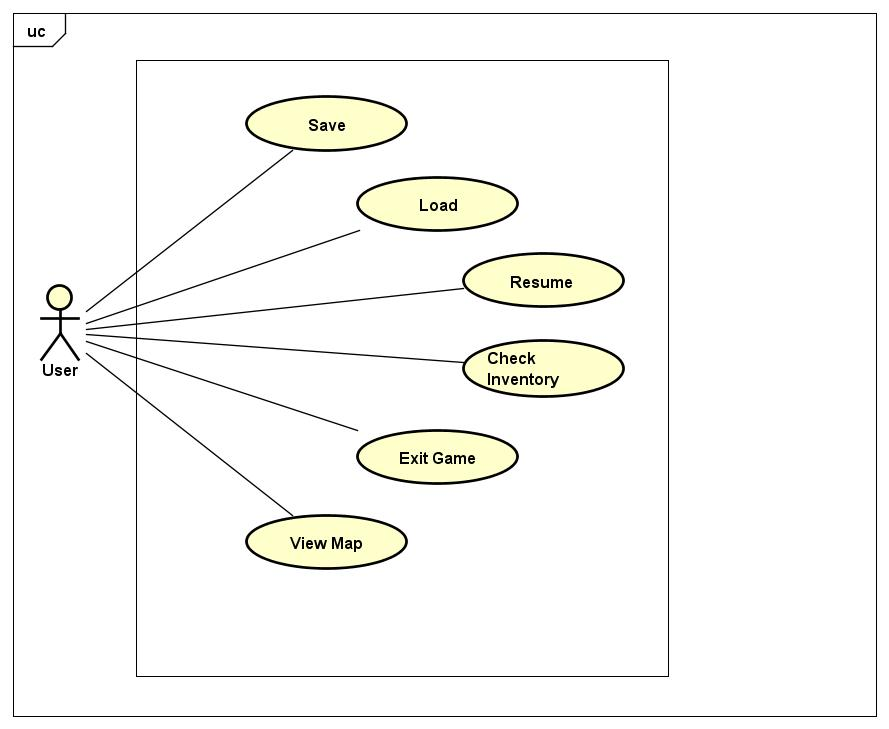 uc
Save
Load
Resume
Check
Inventory
User
Exit Game
View Map